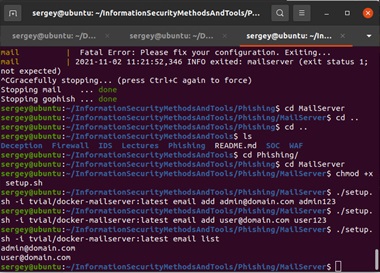 sergey@ubuntu: ~/InformationSecurityMethodsAndTools/P...
sergey@ubuntu: ~/D...
sergey@ubuntu: ~/D...
sergey@ubuntu: ~/In...
mail | Fatal Error: Please fix your configuration. Exiting...
mail | 2021-11-02 11:21:52,346 INFO exited: mailserver (exit status 1;
not expected)
^CGracefully stopping... (press Ctrl+C again to force)
Stopping mail ... done
Stopping gophish ... done
sergey@ubuntu:~/InformationSecurityMethodsAndTools/Phishing$ cd MailServer
sergey@ubuntu:~/InformationSecurityMethodsAndTools/Phishing/MailServer$ cd ..
sergey@ubuntu:~/InformationSecurityMethodsAndTools/Phishing$ cd ..
sergey@ubuntu:~/InformationSecurityMethodsAndTools$ ls
Deception Firewall IDS Lectures Phishing README.md SOC WAF
sergey@ubuntu:~/InformationSecurityMethodsAndTools$ cd Phishing/
sergey@ubuntu:~/InformationSecurityMethodsAndTools/Phishing$ cd MailServer
sergey@ubuntu:~/InformationSecurityMethodsAndTools/Phishing/MailServer$ chmod +x
setup.sh
sergey@ubuntu:~/InformationSecurityMethodsAndTools/Phishing/MailServer$ ./setup.
sh -i tvial/docker-mailserver:latest email add admin@domain.com admin123
sergey@ubuntu:~/InformationSecurityMethodsAndTools/Phishing/MailServer$ ./setup.
sh -i tvial/docker-mailserver:latest email add user@domain.com user123
sergey@ubuntu:~/InformationSecurityMethodsAndTools/Phishing/MailServer$ ./setup.
sh -i tvial/docker-mailserver:latest email list
admin@domain.com
user@domain.com
sergey@ubuntu:~/InformationSecurityMethodsAndTools/Phishing/MailServer$